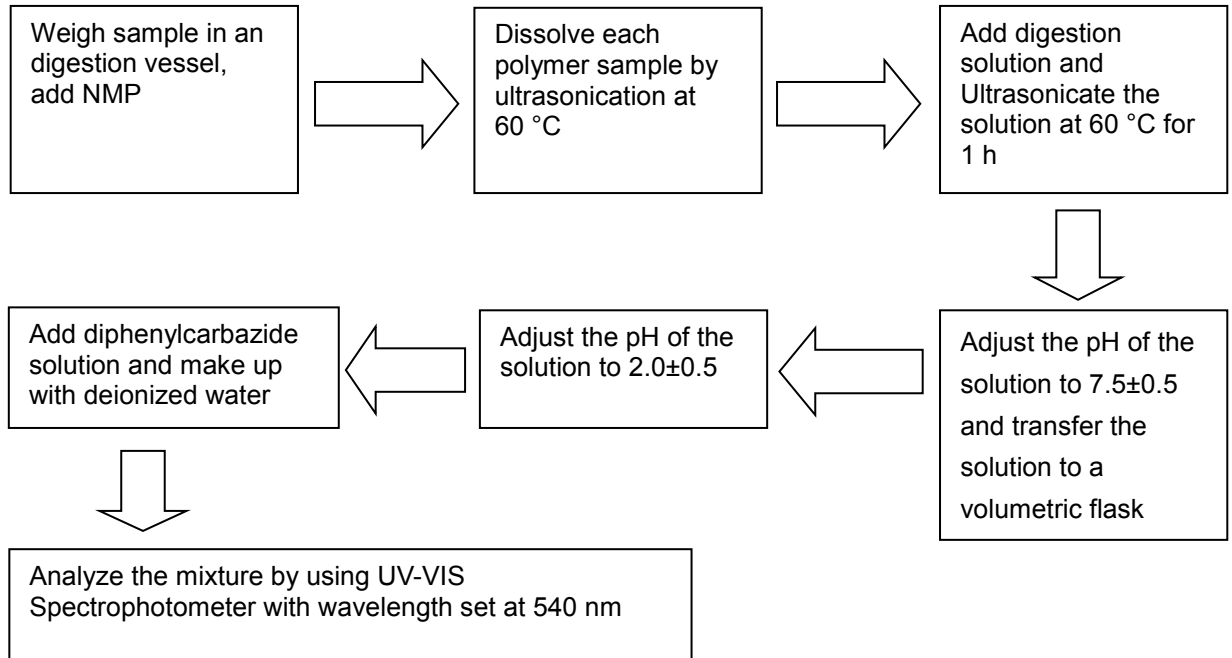 Weigh sample in an
digestion vessel,
add NMP
Dissolve each
polymer sample by
ultrasonication at
60 °C
Add digestion
solution and
Ultrasonicate the
solution at 60 °C for
1 h
Adjust the pH of the
solution to 7.5±0.5
and transfer the
solution to a
volumetric flask
Adjust the pH of the
solution to 2.0±0.5
Add diphenylcarbazide
solution and make up
with deionized water
Analyze the mixture by using UV-VIS
Spectrophotometer with wavelength set at 540 nm